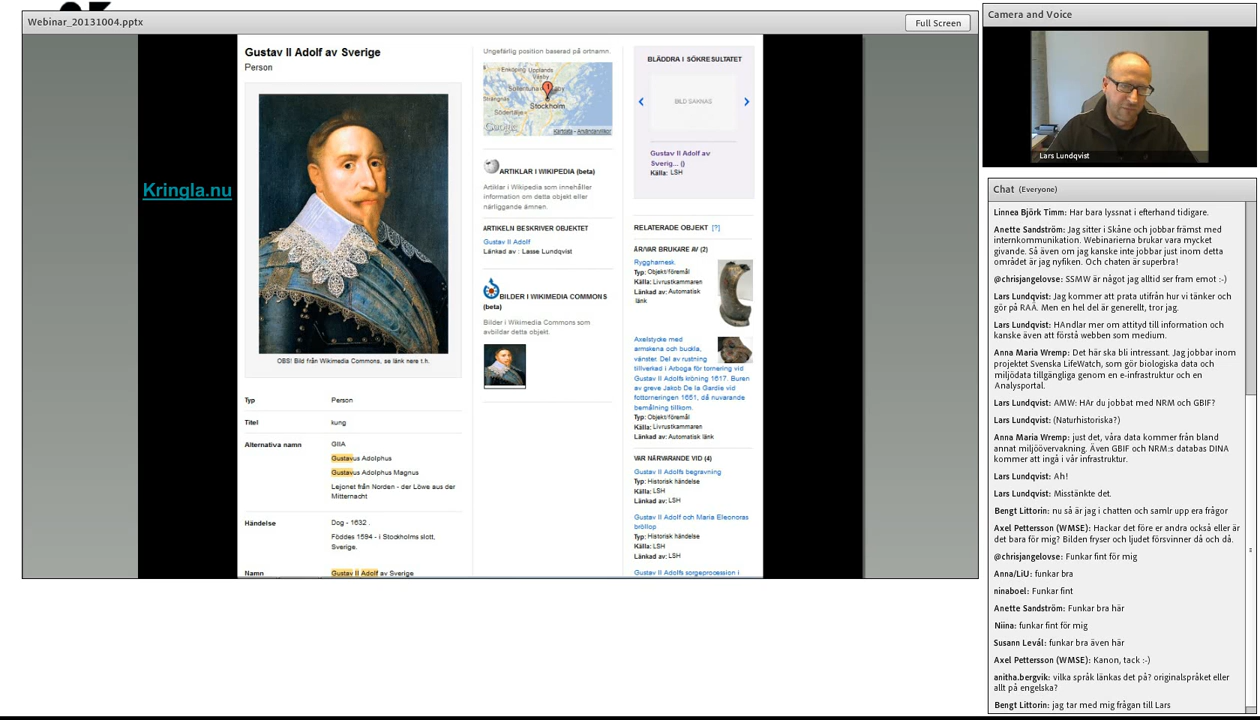 Webinar_20131004.pptx
Full Screen
Kringla.nu
Gustav II Adolf av Sverige
Person
OBS! Bild från Wikimedia Commons, se länk nere t.h.
Typ Person
Titel kung
Alternativa namn GIIA
Gustavus Adolphus
Gustavus Adolphus Magnus
Lejonet från Norden - der Löwe aus der
Mitternacht
Händelse Dog - 1632 .
Föddes 1594 - i Stockholms slott,
Sverige.
Namn Gustav II Adolf av Sverige
Ungefärlig position baserad på ortnamn.
Enköping
Upplands
Väsby
Stockholm
Södertälje
Google
ARTIKLAR I WIKIPEDIA (beta)
Artiklar i Wikipedia som innehåller
information om detta objekt eller
närliggande ämnen.
ARTIKELN BESKRIVER OBJEKTET
Gustav II Adolf
Länkad av : Lasse Lundqvist
BILDER I WIKIMEDIA COMMONS
(beta)
Bilder i Wikimedia Commons som
avbildar detta objekt.
BLÄDDRA I SÖKRESULTATET
BILD SAKNAS
Gustav II Adolf av
Sverig... ()
Källa: LSH
RELATERADE OBJEKT [?]
ÄR/VAR BRUKARE AV (2)
Ryggharnesk
Typ: Objekt/föremål
Källa: Livrustkammaren
Länkad av: Automatisk
länk
Axelstycke med
armskena och buckla,
vänster. Del av rustning
tillverkad i Arboga för tornering vid
Gustav II Adolfs kröning 1617. Buren
av greve Jakob De la Gardie vid
fottorneringen 1651, då nuvarande
bemålning tillkom.
Typ: Objekt/föremål
Källa: Livrustkammaren
Länkad av: Automatisk länk
VAR NÄRVARANDE VID (4)
Gustav II Adolfs begravning
Typ: Historisk händelse
Källa: LSH
Länkad av: LSH
Gustav II Adolf och Maria Eleonoras
bröllop
Typ: Historisk händelse
Källa: LSH
Länkad av: LSH
Gustav II Adolfs sorgeprocession i
Camera and Voice
Lars Lundqvist
Chat (Everyone)
Linnea Björk Timm: Har bara lyssnat i efterhand tidigare.
Anette Sandström: Jag sitter i Skåne och jobbar främst med
internkommunikation. Webinarierna brukar vara mycket
givande. Så även om jag kanske inte jobbar just inom detta
området är jag nyfiken. Och chaten är superbra!
@chrisjangelovse: SSMW är något jag alltid ser fram emot :-)
Lars Lundqvist: Jag kommer att prata utifrån hur vi tänker och
gör på RAÄ. Men en hel del är generellt, tror jag.
Lars Lundqvist: HAndlar mer om attityd till information och
kanske även att förstå webben som medium.
Anna Maria Wremp: Det här ska bli intressant. Jag jobbar inom
projektet Svenska LifeWatch, som gör biologiska data och
miljödata tillgängliga genom en e-infrastruktur och en
Analysportal.
Lars Lundqvist: AMW: HAr du jobbat med NRM och GBIF?
Lars Lundqvist: (Naturhistoriska?)
Anna Maria Wremp: just det, våra data kommer från bland
annat miljöövervakning. Även GBIF och NRM:s databas DINA
kommer att ingå i vår infrastruktur.
Lars Lundqvist: Ah!
Lars Lundqvist: Misstänkte det.
Bengt Littorin: nu så är jag i chatten och samlr upp era frågor
Axel Pettersson (WMSE): Hackar det före er andra också eller är
det bara för mig? Bilden fryser och ljudet försvinner då och då.
@chrisjangelovse: Funkar fint för mig
Anna/LiU: funkar bra
ninaboel: Funkar fint
Anette Sandström: Funkar bra här
Niina: funkar fint för mig
Susann Levál: funkar bra även här
Axel Pettersson (WMSE): Kanon, tack :-)
anitha.bergvik: vilka språk länkas det på? originalspråket eller
allt på engelska?
Bengt Littorin: jag tar med mig frågan till Lars